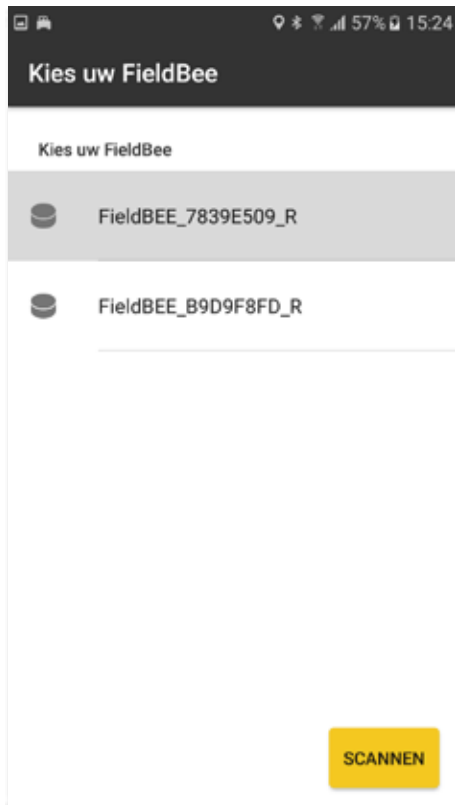 57% 15:24
Kies uw FieldBee
Kies uw FieldBee
FieldBEE_7839E509_R
FieldBEE_B9D9F8FD_R
SCANNEN